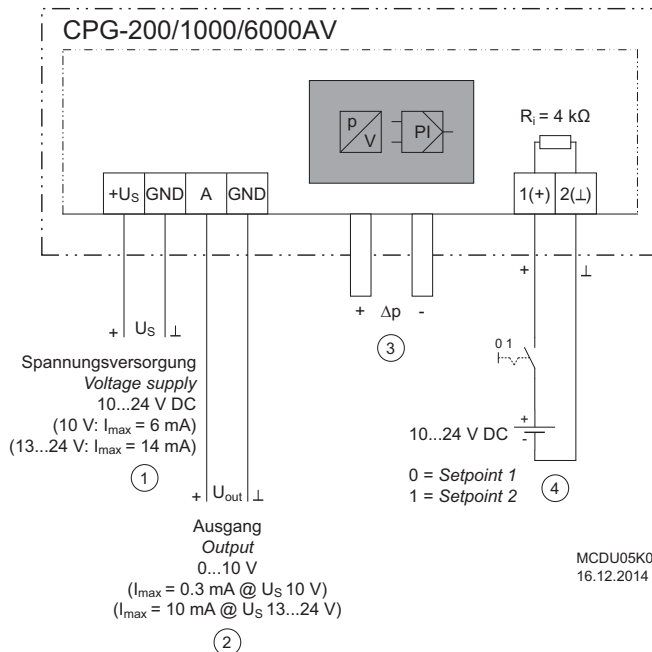 CPG-200/1000/6000AV
p
V
PI
Rᵢ = 4 kΩ
+Uₛ GND A GND
1(+) 2(⊥)
+ Uₛ ⊥
+ Δp -
3
+ ⊥
Spannungsversorgung
Voltage supply
10...24 V DC
(10 V: Iₘₐₓ = 6 mA)
(13...24 V: Iₘₐₓ = 14 mA)
1
0 1
+
10...24 V DC
-
0 = Setpoint 1
1 = Setpoint 2
4
+ Uₒᵤₜ ⊥
Ausgang
Output
0...10 V
(Iₘₐₓ = 0.3 mA @ Uₛ 10 V)
(Iₘₐₓ = 10 mA @ Uₛ 13...24 V)
2
MCDU05K0
16.12.2014